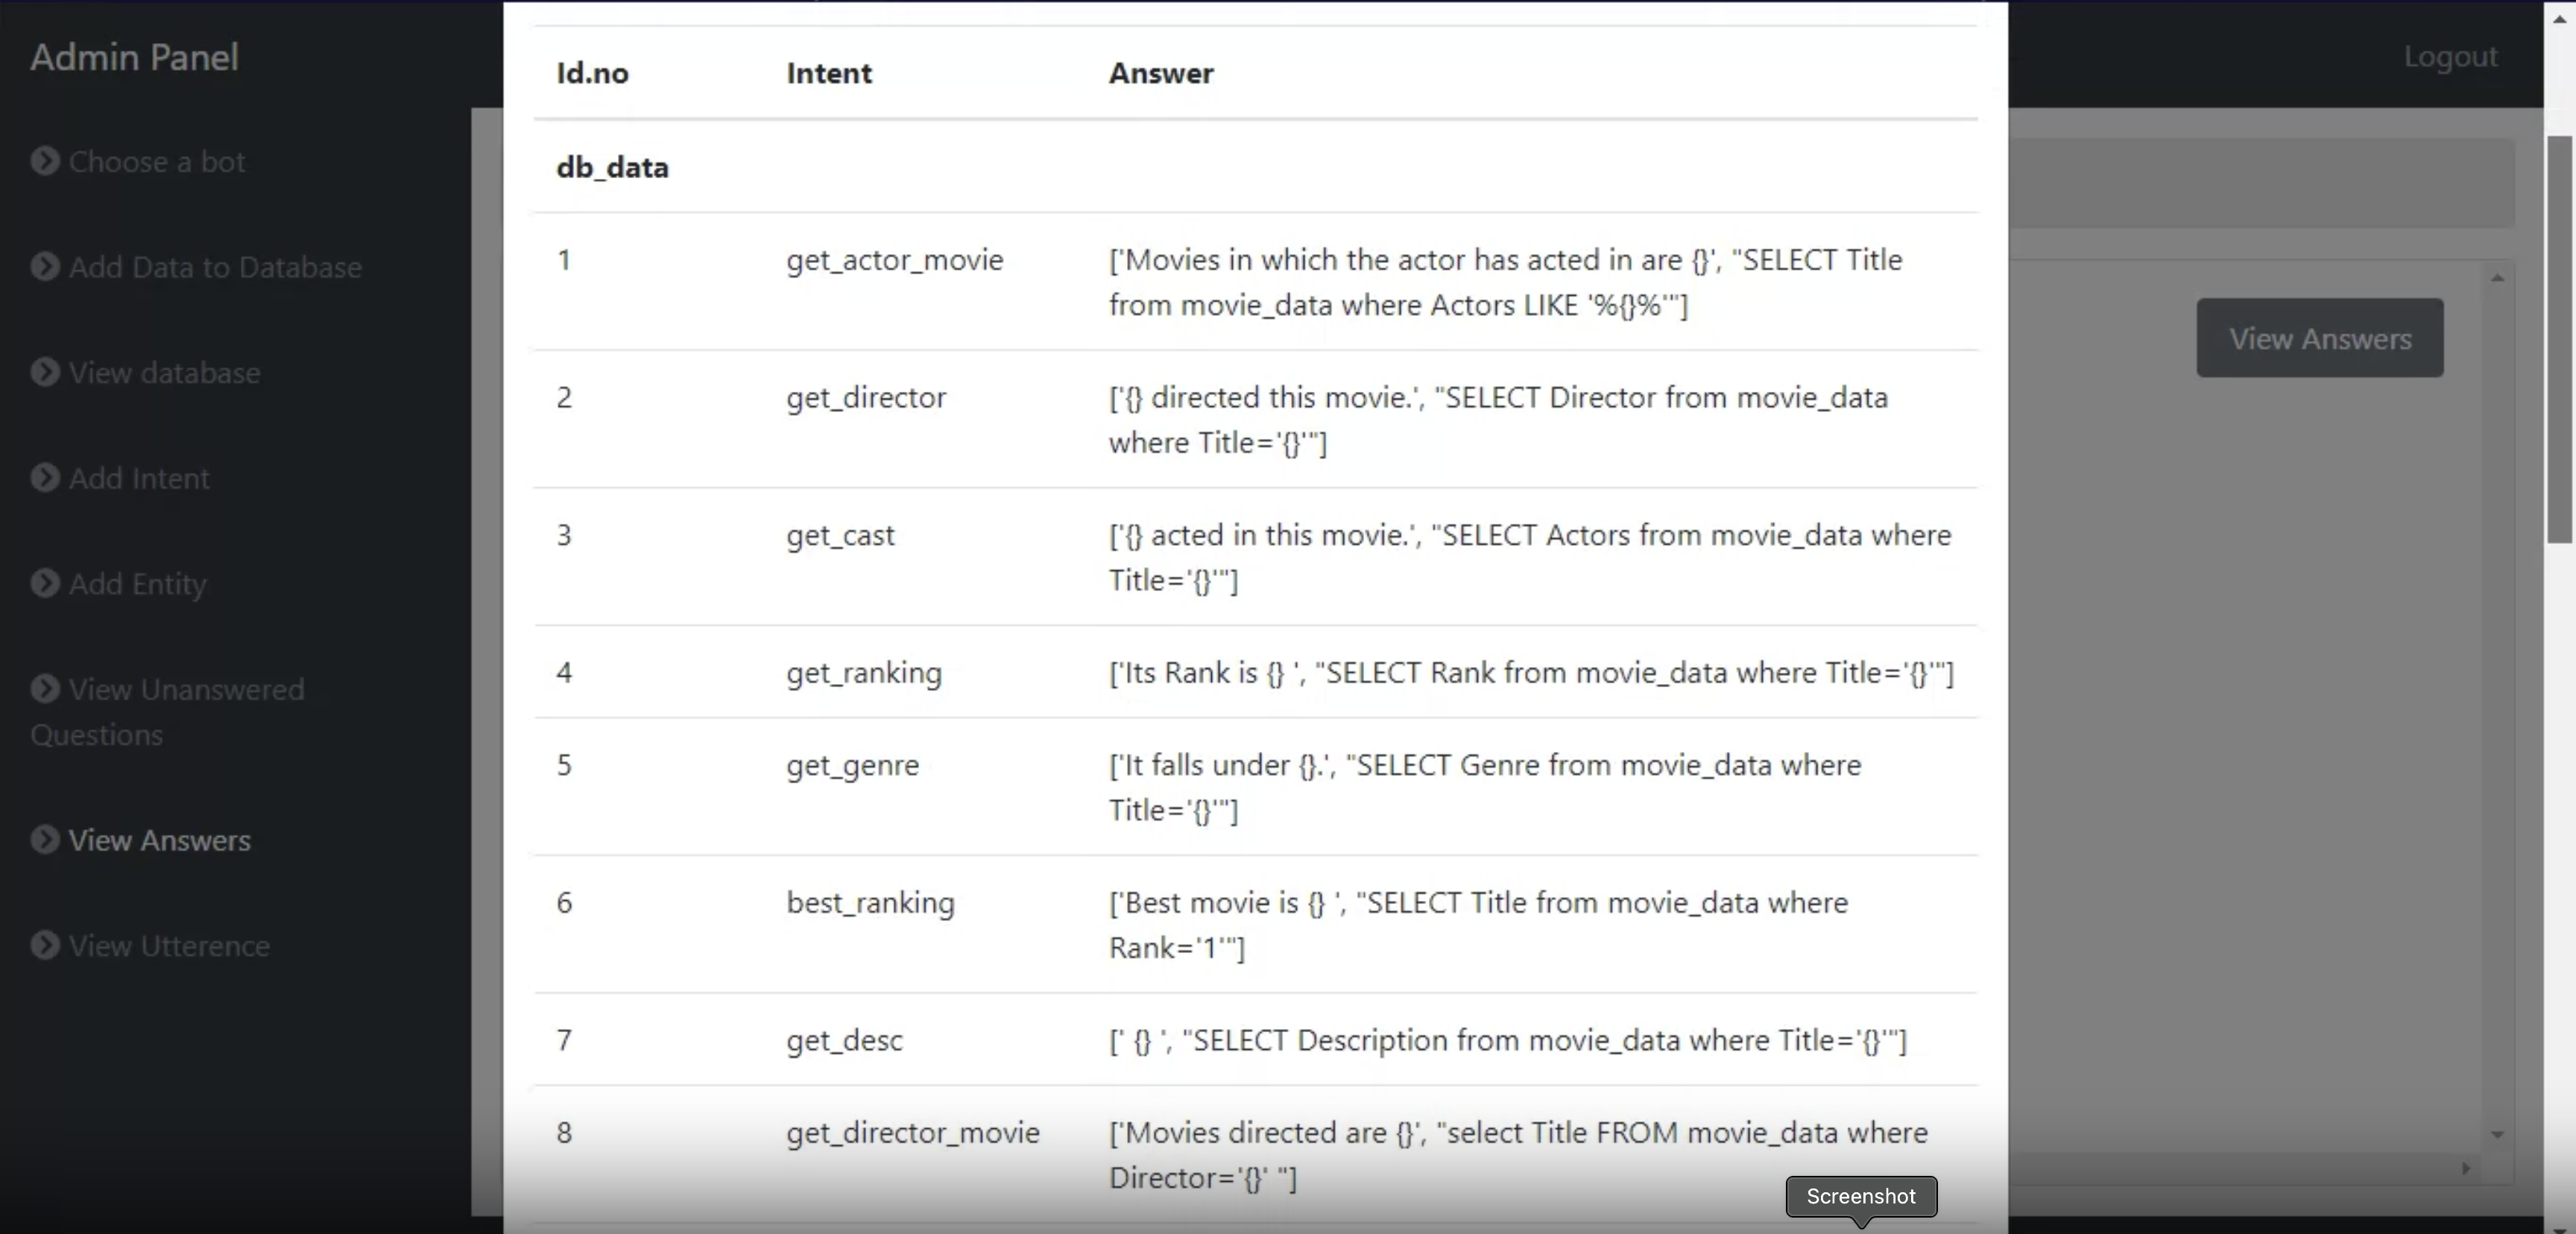 Admin Panel
Logout
Choose a bot
Add Data to Database
View database
Add Intent
Add Entity
View Unanswered
Questions
View Answers
View Utterence
Id.no Intent Answer
db_data
1 get_actor_movie ['Movies in which the actor has acted in are {}', "SELECT Title
from movie_data where Actors LIKE '%{}%'"]
2 get_director ['{} directed this movie.', "SELECT Director from movie_data
where Title='{}'"]
3 get_cast ['{} acted in this movie.', "SELECT Actors from movie_data where
Title='{}'"]
4 get_ranking ['Its Rank is {} ', "SELECT Rank from movie_data where Title='{}'"]
5 get_genre ['It falls under {}.', "SELECT Genre from movie_data where
Title='{}'"]
6 best_ranking ['Best movie is {} ', "SELECT Title from movie_data where
Rank='1'"]
7 get_desc [' {} ', "SELECT Description from movie_data where Title='{}'"]
8 get_director_movie ['Movies directed are {}', "select Title FROM movie_data where
Director='{}' "]
View Answers
Screenshot